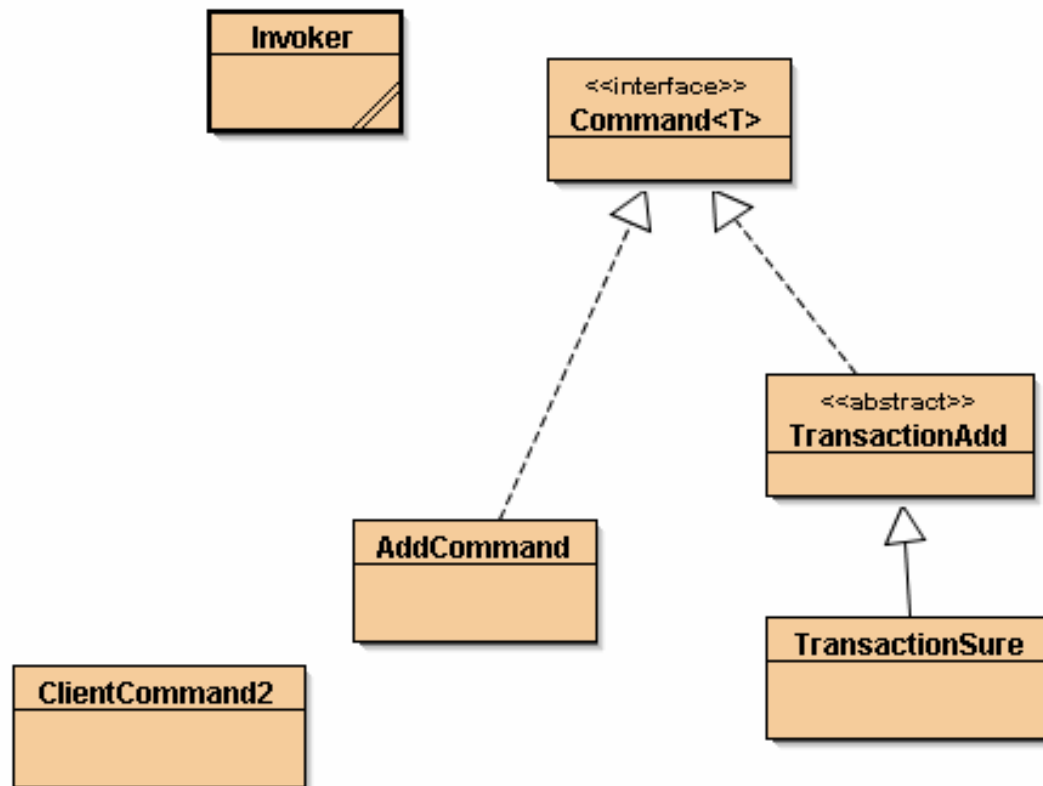 Invoker
<<interface>>
Command<T>
<<abstract>>
TransactionAdd
AddCommand
TransactionSure
ClientCommand2